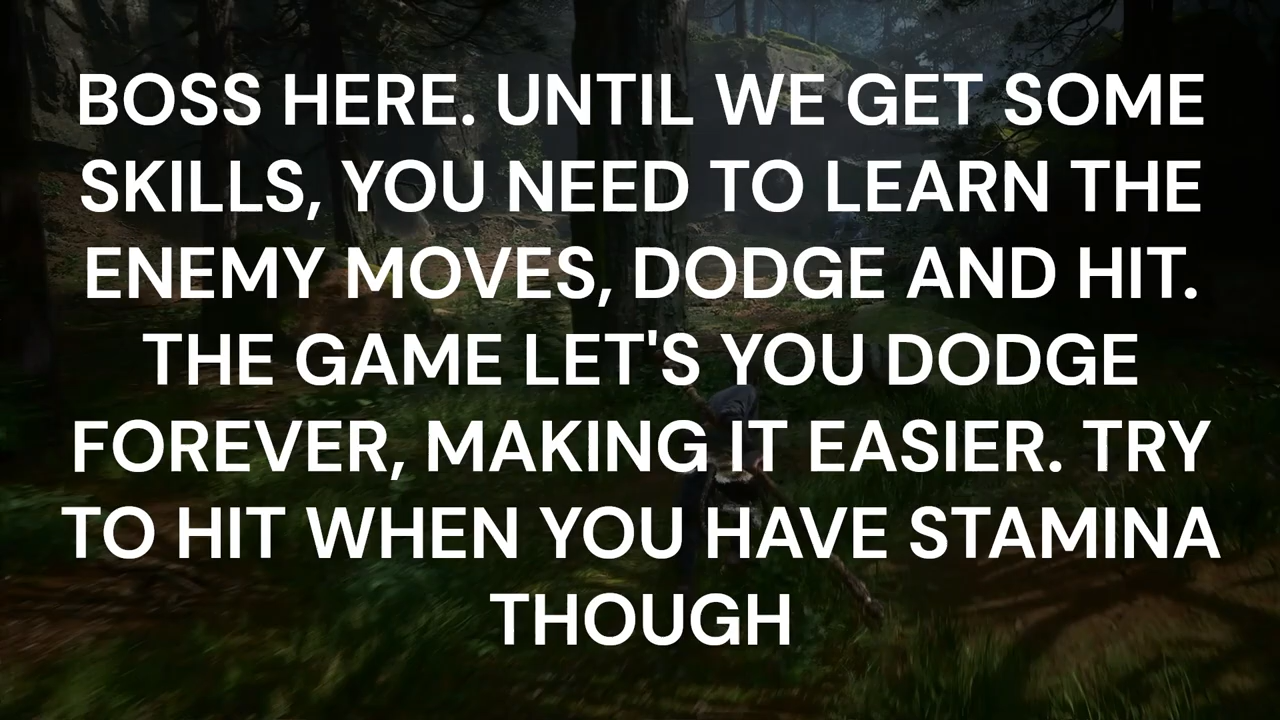 BOSS HERE. UNTIL WE GET SOME
SKILLS, YOU NEED TO LEARN THE
ENEMY MOVES, DODGE AND HIT.
THE GAME LET'S YOU DODGE
FOREVER, MAKING IT EASIER. TRY
TO HIT WHEN YOU HAVE STAMINA
THOUGH